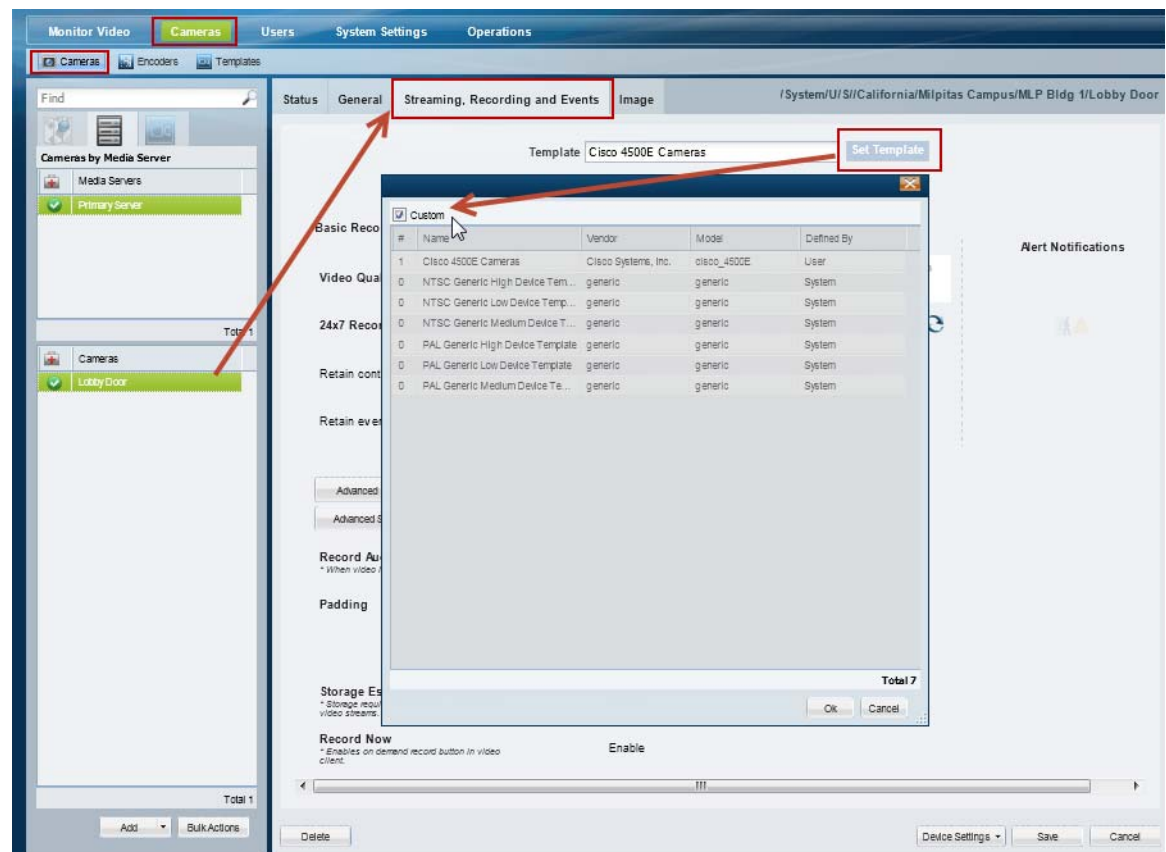 Monitor Video Cameras Users System Settings Operations
Cameras Encoders Templates
Find
Cameras by Media Server
Media Servers
Primary Server
Total 1
Cameras
Lobby Door
Total 1
Add Bulk Actions
Status General Streaming, Recording and Events Image /System/U/S//California/Milpitas Campus/MLP Bldg 1/Lobby Door
Template Cisco 4500E Cameras Set Template
Basic Reco
Video Qua
24x7 Recor
Retain cont
Retain ever
Advanced
Advanced S
Record Au
* When video i
Padding
Storage Es
* Storage requi
video streams.
Record Now
* Enables on demand record button in video
client.
Enable
Alert Notifications
Custom
# Name Vendor Model Defined By
1 Cisco 4500E Cameras Cisco Systems, Inc. cisco_4500E User
0 NTSC Generic High Device Tem... generic generic System
0 NTSC Generic Low Device Temp... generic generic System
0 NTSC Generic Medium Device T... generic generic System
0 PAL Generic High Device Template generic generic System
0 PAL Generic Low Device Template generic generic System
0 PAL Generic Medium Device Te... generic generic System
Total 7
Ok Cancel
Delete Device Settings Save Cancel